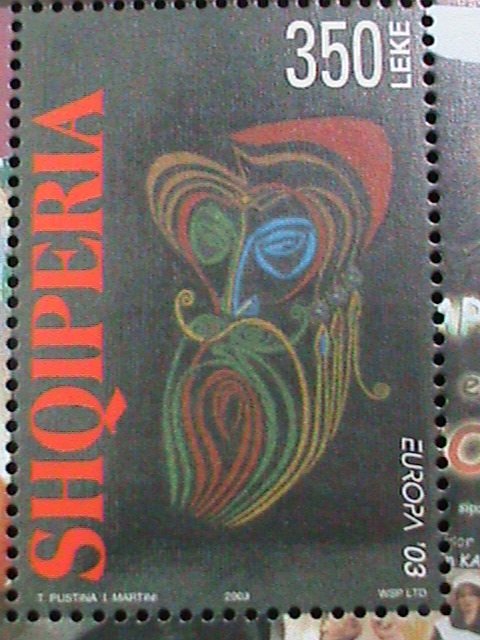 350 LEKE
SHQIPERIA
EUROPA '03
T. PUSTINA I MARTINI 2003 WSP LTD